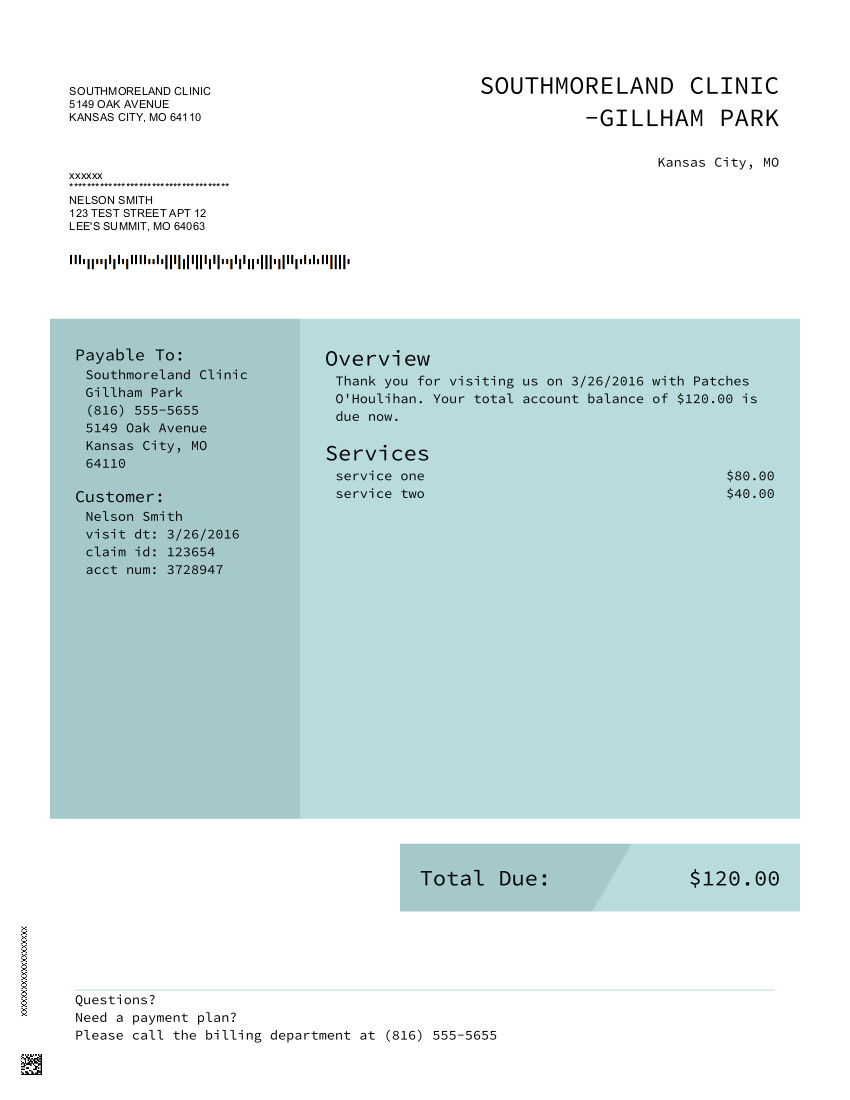 SOUTHMORELAND CLINIC
5149 OAK AVENUE
KANSAS CITY, MO 64110
SOUTHMORELAND CLINIC
-GILLHAM PARK
Kansas City, MO
xxxxxx
*************************************
NELSON SMITH
123 TEST STREET APT 12
LEE'S SUMMIT, MO 64063
Payable To:
Southmoreland Clinic
Gillham Park
(816) 555-5655
5149 Oak Avenue
Kansas City, MO
64110
Customer:
Nelson Smith
visit dt: 3/26/2016
claim id: 123654
acct num: 3728947
Overview
Thank you for visiting us on 3/26/2016 with Patches
O'Houlihan. Your total account balance of $120.00 is
due now.
Services
service one $80.00
service two $40.00
Total Due: $120.00
XXXXXXXXXXXXXXXXXXX
Questions?
Need a payment plan?
Please call the billing department at (816) 555-5655